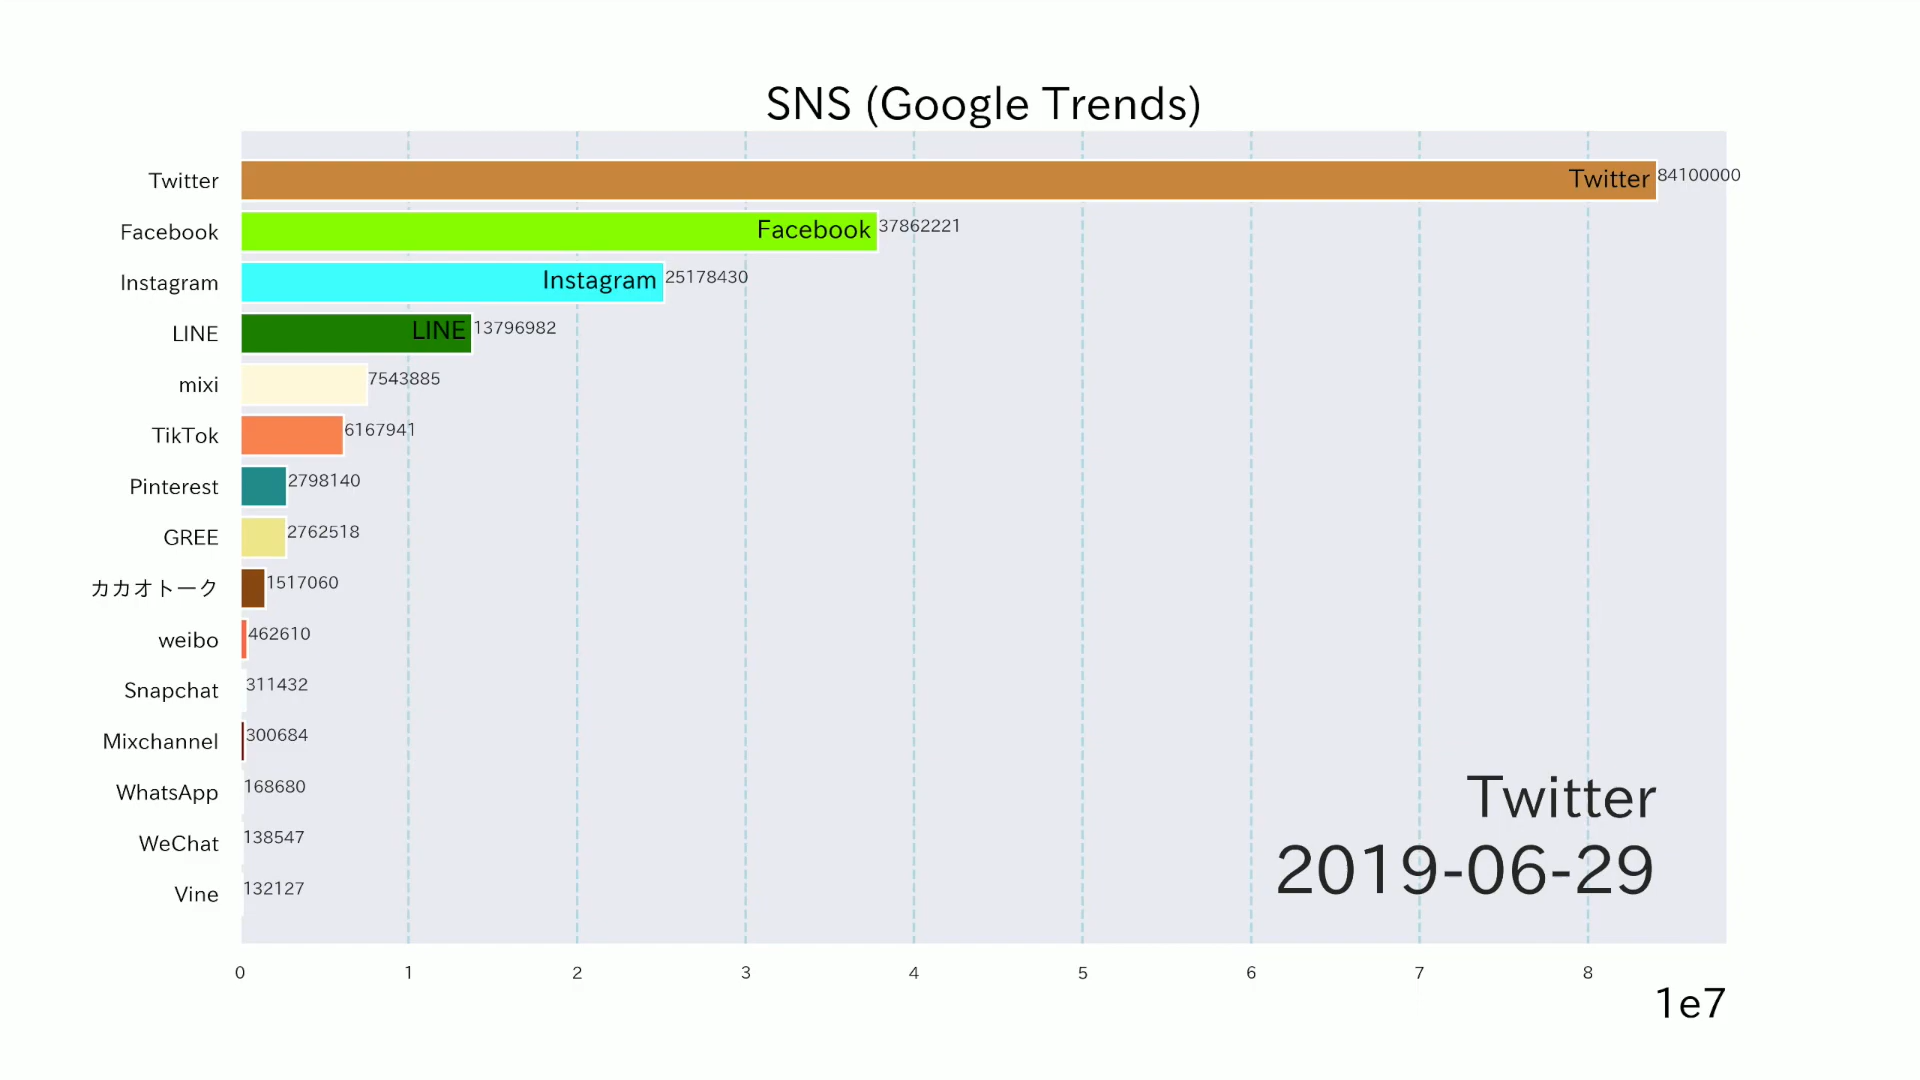 SNS (Google Trends)
Twitter Twitter 84100000
Facebook Facebook 37862221
Instagram Instagram 25178430
LINE LINE 13796982
mixi 7543885
TikTok 6167941
Pinterest 2798140
GREE 2762518
カカオトーク 1517060
weibo 462610
Snapchat 311432
Mixchannel 300684
WhatsApp 168680
WeChat 138547
Vine 132127
Twitter
2019-06-29
0 1 2 3 4 5 6 7 8
1e7